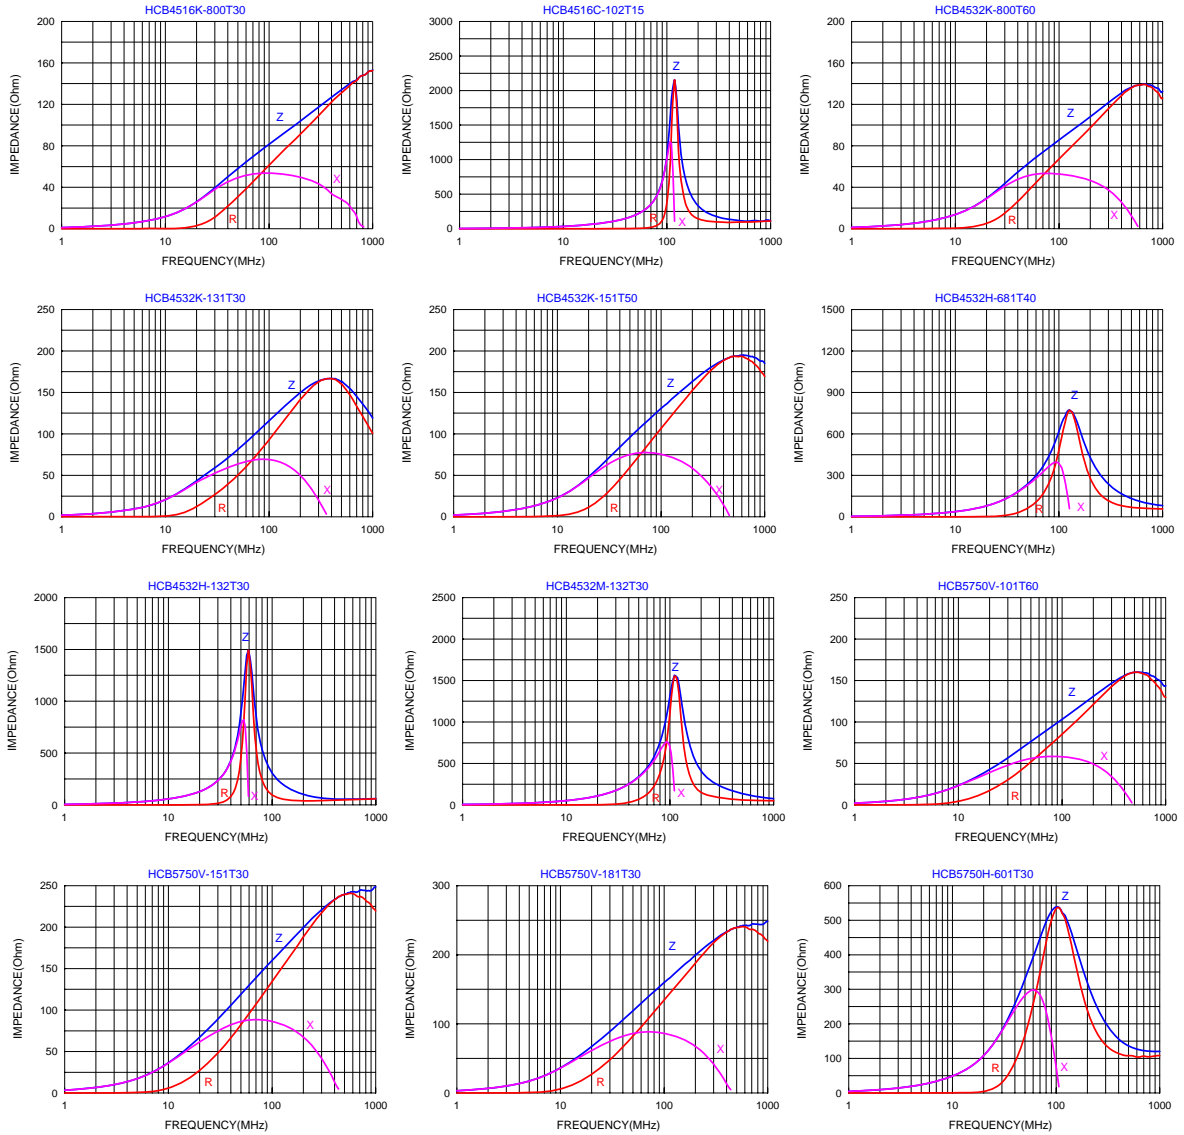 HCB4516K-800T30
IMPEDANCE(Ohm)
200
160
120
80
40
0
Z
X
R
1
10
100
1000
FREQUENCY(MHz)
HCB4516C-102T15
IMPEDANCE(Ohm)
3000
2500
2000
1500
1000
500
0
Z
R
X
1
10
100
1000
FREQUENCY(MHz)
HCB4532K-800T60
IMPEDANCE(Ohm)
200
160
120
80
40
0
Z
R
X
1
10
100
1000
FREQUENCY(MHz)
HCB4532K-131T30
IMPEDANCE(Ohm)
250
200
150
100
50
0
Z
X
R
1
10
100
1000
FREQUENCY(MHz)
HCB4532K-151T50
IMPEDANCE(Ohm)
250
200
150
100
50
0
Z
X
R
1
10
100
1000
FREQUENCY(MHz)
HCB4532H-681T40
IMPEDANCE(Ohm)
1500
1200
900
600
300
0
Z
R
X
1
10
100
1000
FREQUENCY(MHz)
HCB4532H-132T30
IMPEDANCE(Ohm)
2000
1500
1000
500
0
Z
R
X
1
10
100
1000
FREQUENCY(MHz)
HCB4532M-132T30
IMPEDANCE(Ohm)
2500
2000
1500
1000
500
0
Z
R
X
1
10
100
1000
FREQUENCY(MHz)
HCB5750V-101T60
IMPEDANCE(Ohm)
250
200
150
100
50
0
Z
X
R
1
10
100
1000
FREQUENCY(MHz)
HCB5750V-151T30
IMPEDANCE(Ohm)
250
200
150
100
50
0
Z
X
R
1
10
100
1000
FREQUENCY(MHz)
HCB5750V-181T30
IMPEDANCE(Ohm)
300
200
100
0
Z
X
R
1
10
100
1000
FREQUENCY(MHz)
HCB5750H-601T30
IMPEDANCE(Ohm)
600
500
400
300
200
100
0
Z
R
X
1
10
100
1000
FREQUENCY(MHz)